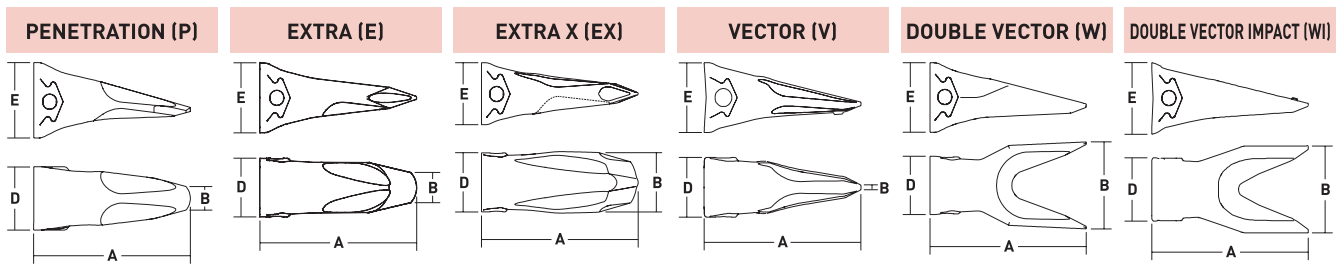 PENETRATION (P)
EXTRA (E)
EXTRA X (EX)
VECTOR (V)
DOUBLE VECTOR (W)
DOUBLE VECTOR IMPACT (WI)
E
E
E
E
E
E
D
B
D
B
D
B
D
B
D
B
D
B
A
A
A
A
A
A